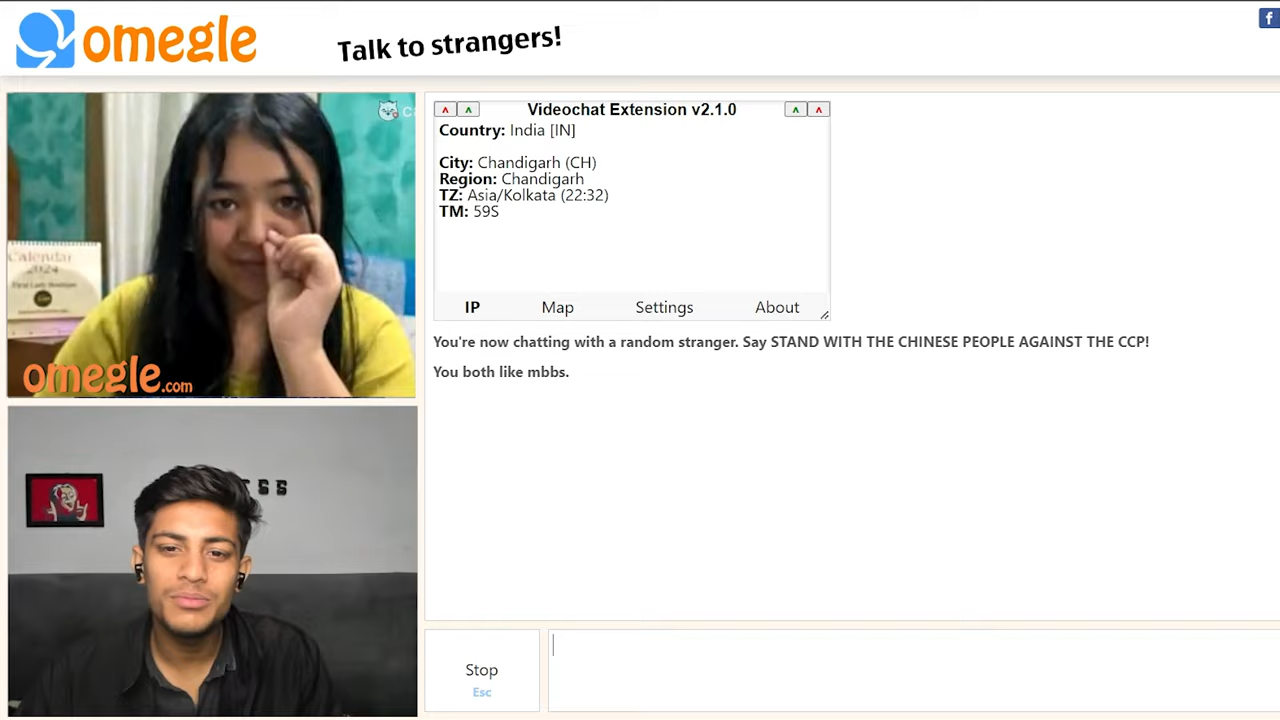 omegle
Talk to strangers!
f
Calendar
2024
omegle.com
^ ^ Videochat Extension v2.1.0 ^ ^
Country: India [IN]
City: Chandigarh (CH)
Region: Chandigarh
TZ: Asia/Kolkata (22:32)
TM: 59S
IP Map Settings About
You're now chatting with a random stranger. Say STAND WITH THE CHINESE PEOPLE AGAINST THE CCP!
You both like mbbs.
Stop
Esc